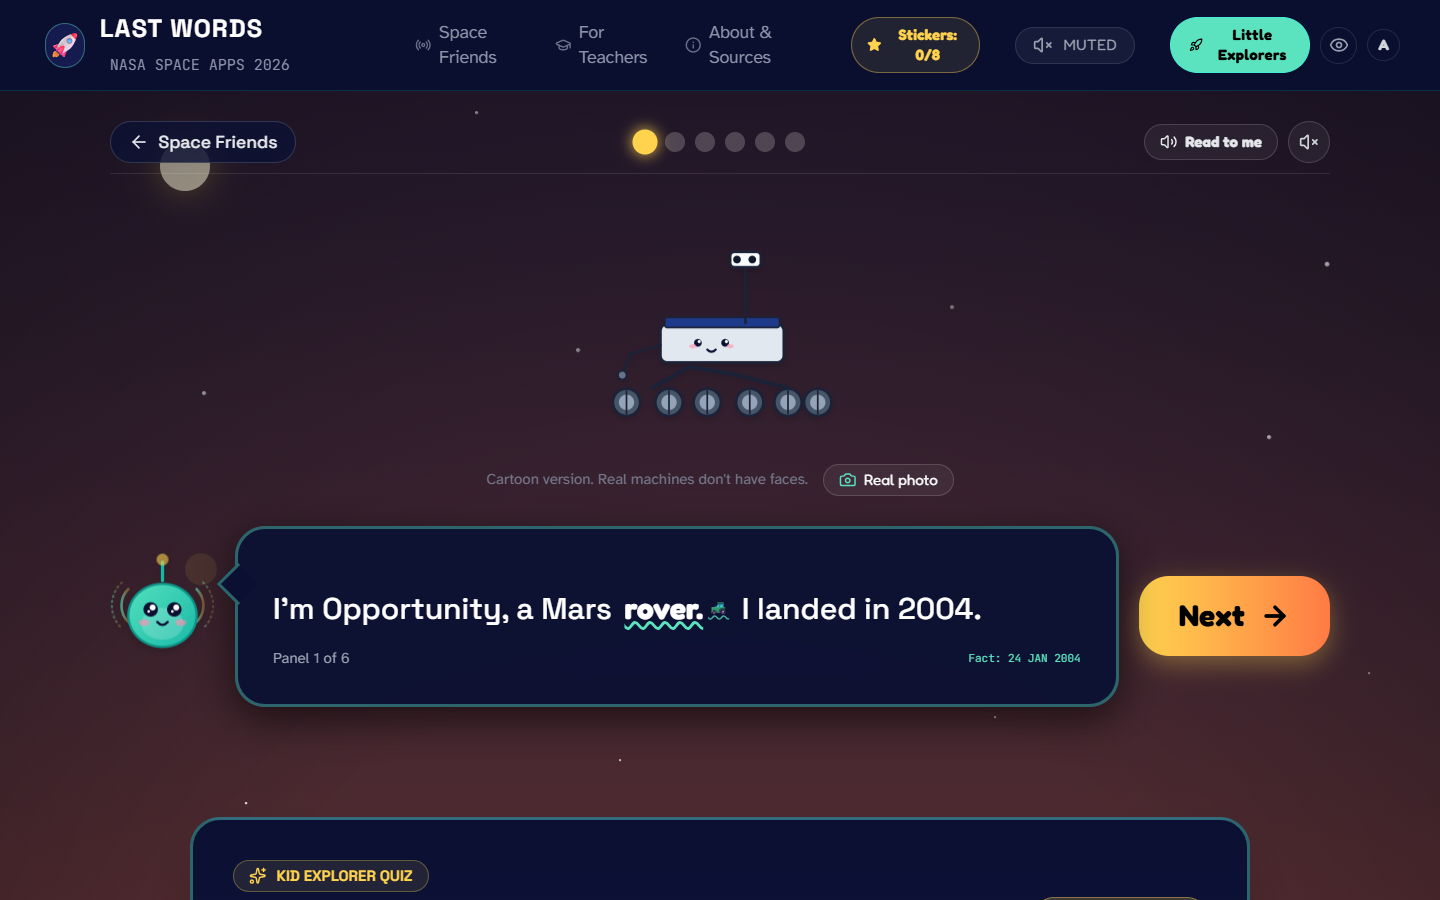 LAST WORDS
NASA SPACE APPS 2026
Space
Friends
For
Teachers
About &
Sources
Stickers:
0/8
MUTED
Little
Explorers
A
Space Friends
Read to me
Cartoon version. Real machines don't have faces.
Real photo
I'm Opportunity, a Mars rover. I landed in 2004.
Panel 1 of 6
Fact: 24 JAN 2004
Next
KID EXPLORER QUIZ